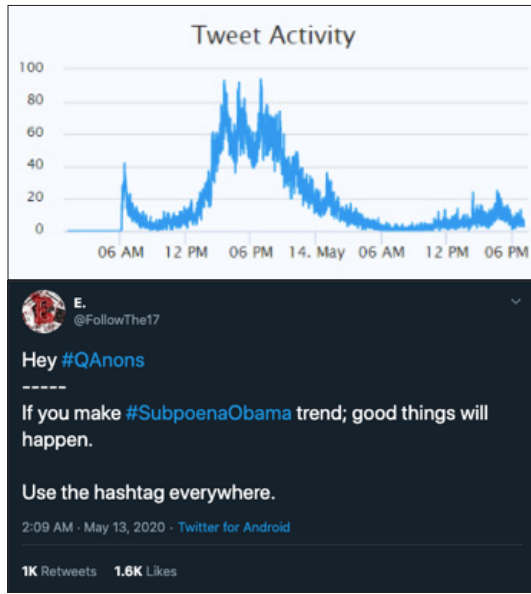 Tweet Activity
100
80
60
40
20
0
06 AM 12 PM 06 PM 14. May 06 AM 12 PM 06 PM
E.
@FollowThe17
Hey #QAnons
-----
If you make #SubpoenaObama trend; good things will
happen.
Use the hashtag everywhere.
2:09 AM · May 13, 2020 · Twitter for Android
1K Retweets 1.6K Likes